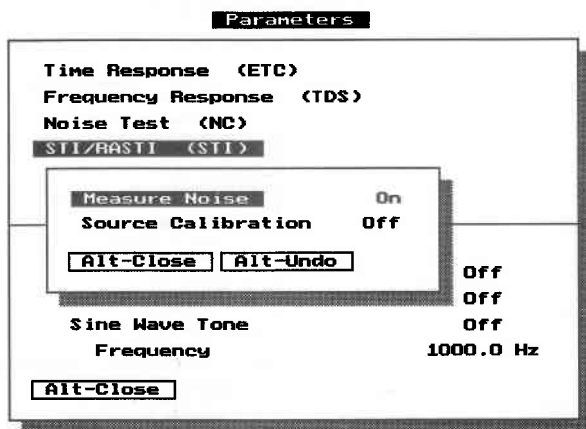 Parameters
Time Response (ETC)
Frequency Response (TDS)
Noise Test (NC)
STI/RASTI (STI)
Measure Noise On
Source Calibration Off
Alt-Close Alt-Undo
Off
Off
Sine Wave Tone Off
Frequency 1000.0 Hz
Alt-Close